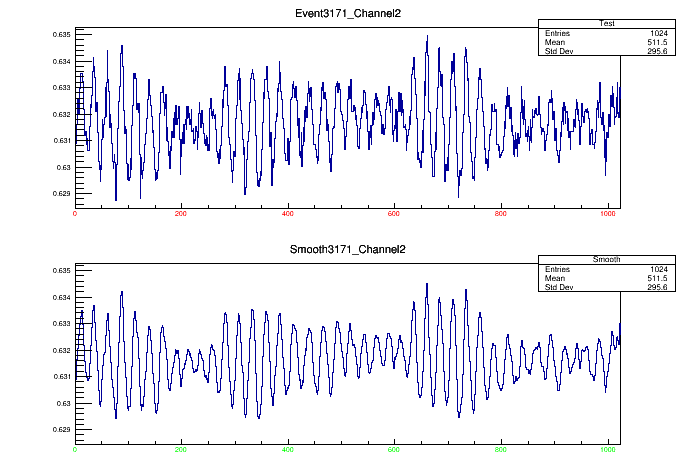 Event3171_Channel2
Test
Entries 1024
Mean 511.5
Std Dev 295.6
0.635
0.634
0.633
0.632
0.631
0.63
0.629
0 200 400 600 800 1000
Smooth3171_Channel2
Smooth
Entries 1024
Mean 511.5
Std Dev 295.6
0.635
0.634
0.633
0.632
0.631
0.63
0.629
0 200 400 600 800 1000